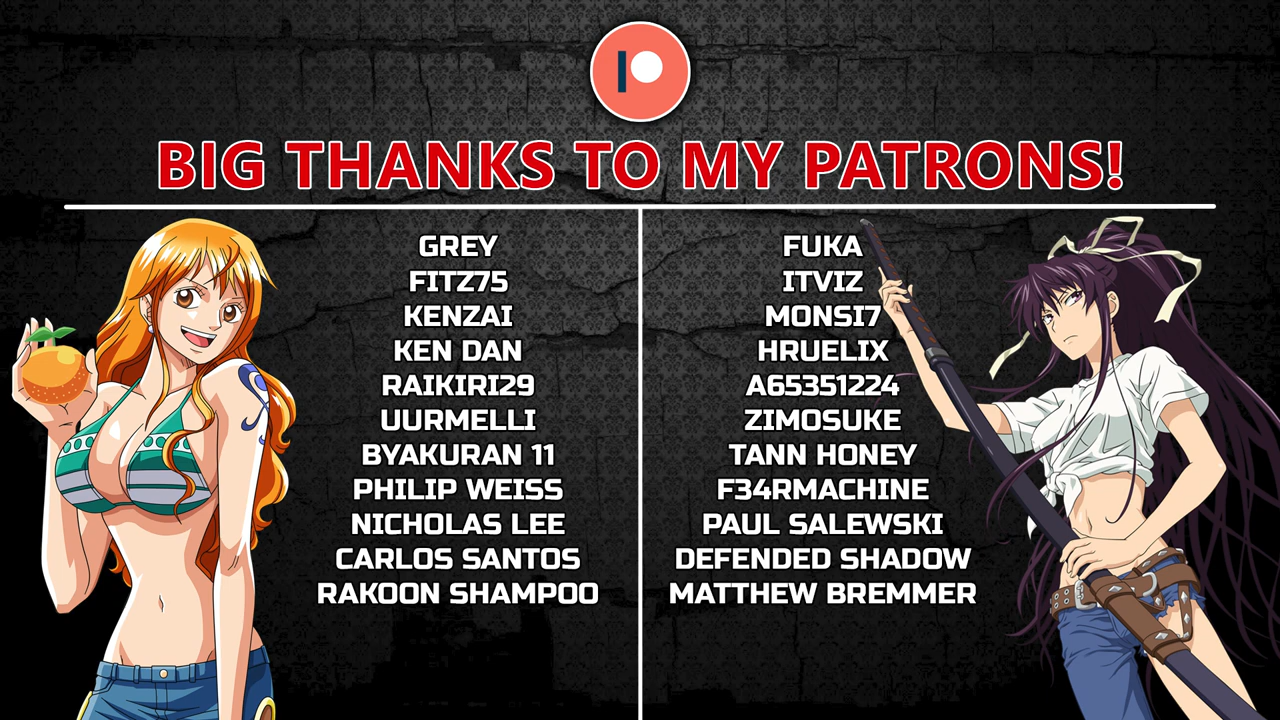 BIG THANKS TO MY PATRONS!
GREY
FITZ75
KENZAI
KEN DAN
RAIKIRI29
UURMELLI
BYAKURAN 11
PHILIP WEISS
NICHOLAS LEE
CARLOS SANTOS
RAKOON SHAMPOO
FUKA
ITVIZ
MONSI7
HRUELIX
A65351224
ZIMOSUKE
TANN HONEY
F34RMACHINE
PAUL SALEWSKI
DEFENDED SHADOW
MATTHEW BREMMER